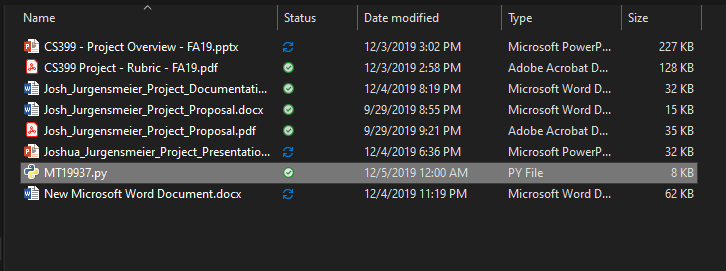 Name Status Date modified Type Size
CS399 - Project Overview - FA19.pptx 12/3/2019 3:02 PM Microsoft PowerP... 227 KB
CS399 Project - Rubric - FA19.pdf 12/3/2019 2:58 PM Adobe Acrobat D... 128 KB
Josh_Jurgensmeier_Project_Documentati... 12/4/2019 8:19 PM Microsoft Word D... 32 KB
Josh_Jurgensmeier_Project_Proposal.docx 9/29/2019 8:55 PM Microsoft Word D... 15 KB
Josh_Jurgensmeier_Project_Proposal.pdf 9/29/2019 9:21 PM Adobe Acrobat D... 35 KB
Joshua_Jurgensmeier_Project_Presentatio... 12/4/2019 6:36 PM Microsoft PowerP... 32 KB
MT19937.py 12/5/2019 12:00 AM PY File 8 KB
New Microsoft Word Document.docx 12/4/2019 11:19 PM Microsoft Word D... 62 KB